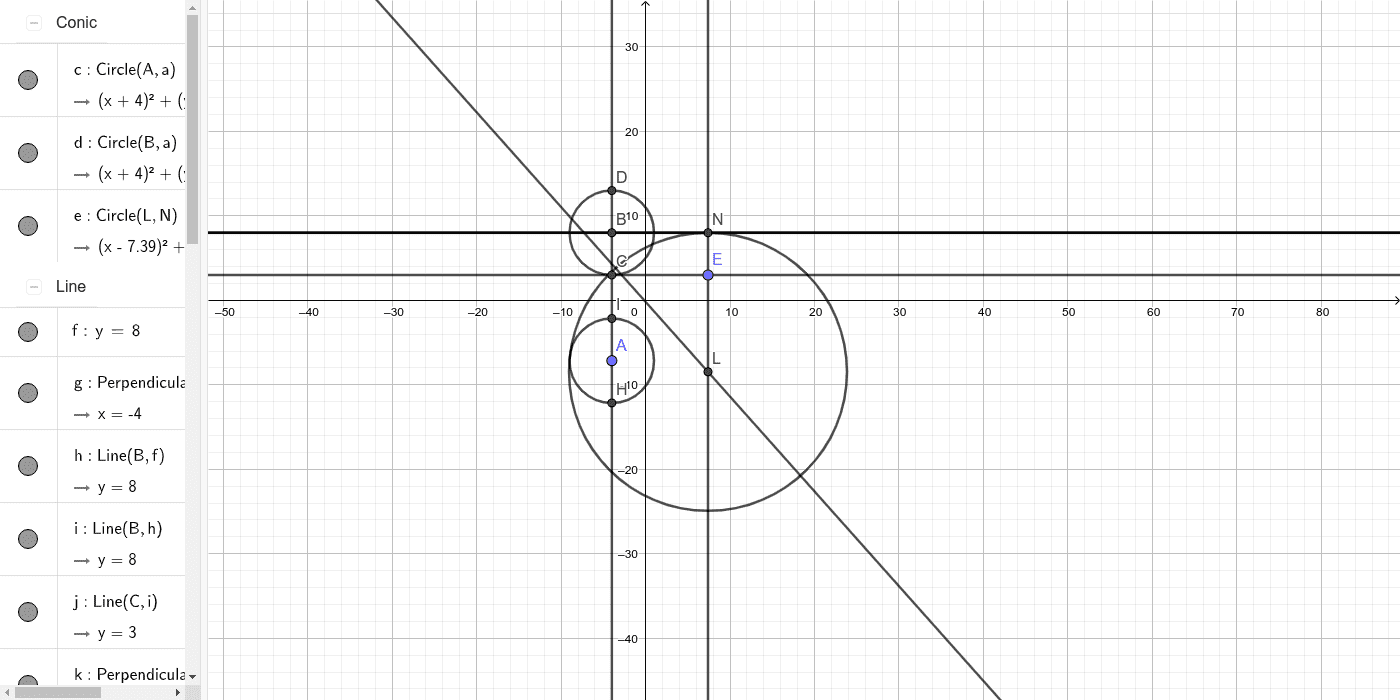 Conic
c : Circle(A, a)
→ (x + 4)² + (
d : Circle(B, a)
→ (x + 4)² + (
e : Circle(L, N)
→ (x - 7.39)² +
Line
f : y = 8
g : Perpendicula
→ x = -4
h : Line(B, f)
→ y = 8
i : Line(B, h)
→ y = 8
j : Line(C, i)
→ y = 3
k : Perpendicula
30
20
D
B
10
N
C
E
I
–50
–40
–30
–20
–10
0
10
20
30
40
50
60
70
80
A
L
H
–10
–20
–30
–40